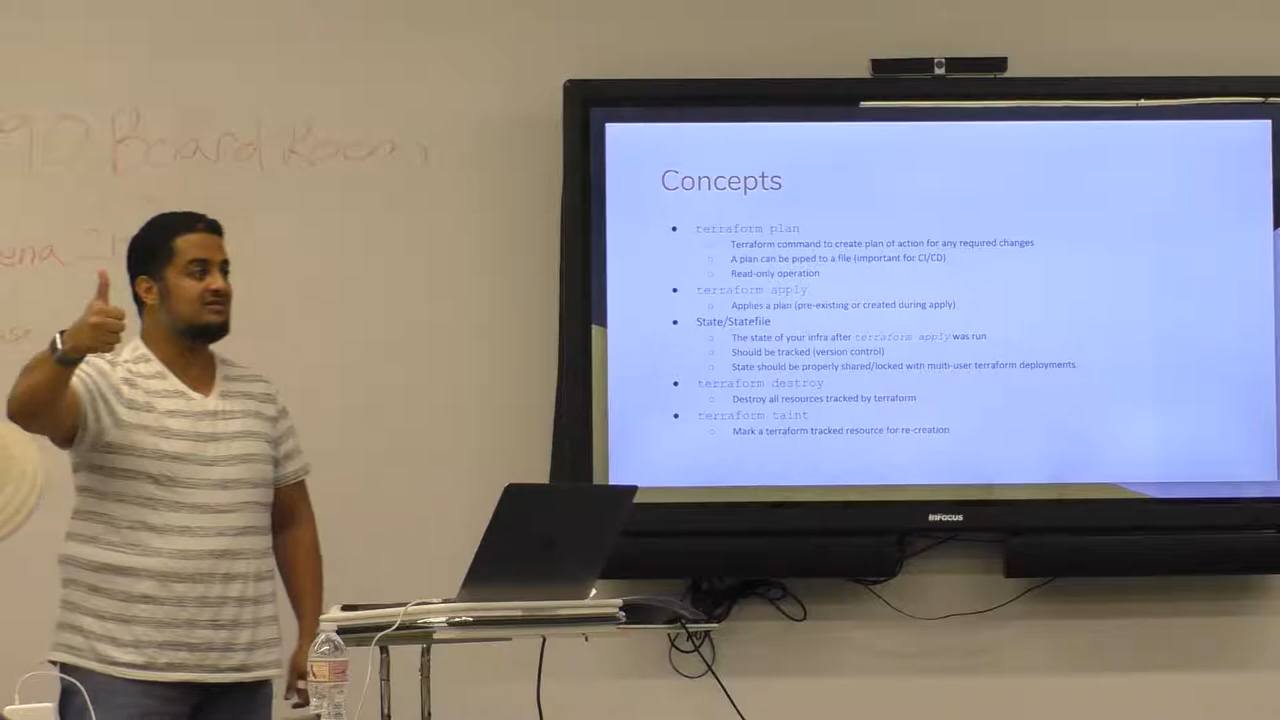 Board Room
ena
Concepts
terraform plan
Terraform command to create plan of action for any required changes
A plan can be piped to a file (important for CI/CD)
Read-only operation
terraform apply
Applies a plan (pre-existing or created during apply)
State/Statefile
The state of your infra after terraform apply was run
Should be tracked (version control)
State should be properly shared/locked with multi-user terraform deployments
terraform destroy
Destroy all resources tracked by terraform
terraform taint
Mark a terraform tracked resource for re-creation
InFocus